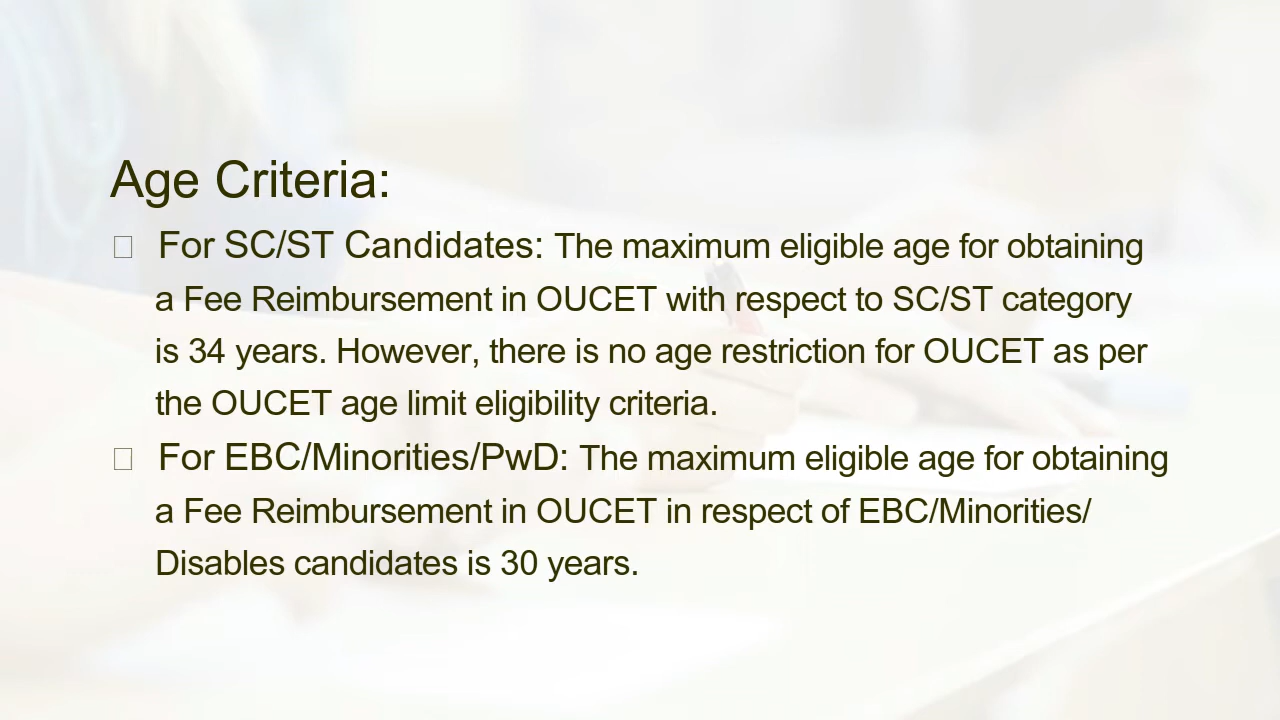 Age Criteria:
□ For SC/ST Candidates: The maximum eligible age for obtaining
a Fee Reimbursement in OUCET with respect to SC/ST category
is 34 years. However, there is no age restriction for OUCET as per
the OUCET age limit eligibility criteria.
□ For EBC/Minorities/PwD: The maximum eligible age for obtaining
a Fee Reimbursement in OUCET in respect of EBC/Minorities/
Disables candidates is 30 years.